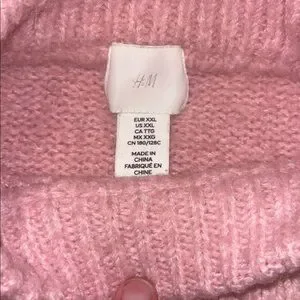 H&M
EUR XXL
US XXL
CA TTG
MX XXG
CN 180/128C
MADE IN
CHINA
FABRIQUÉ EN
CHINE